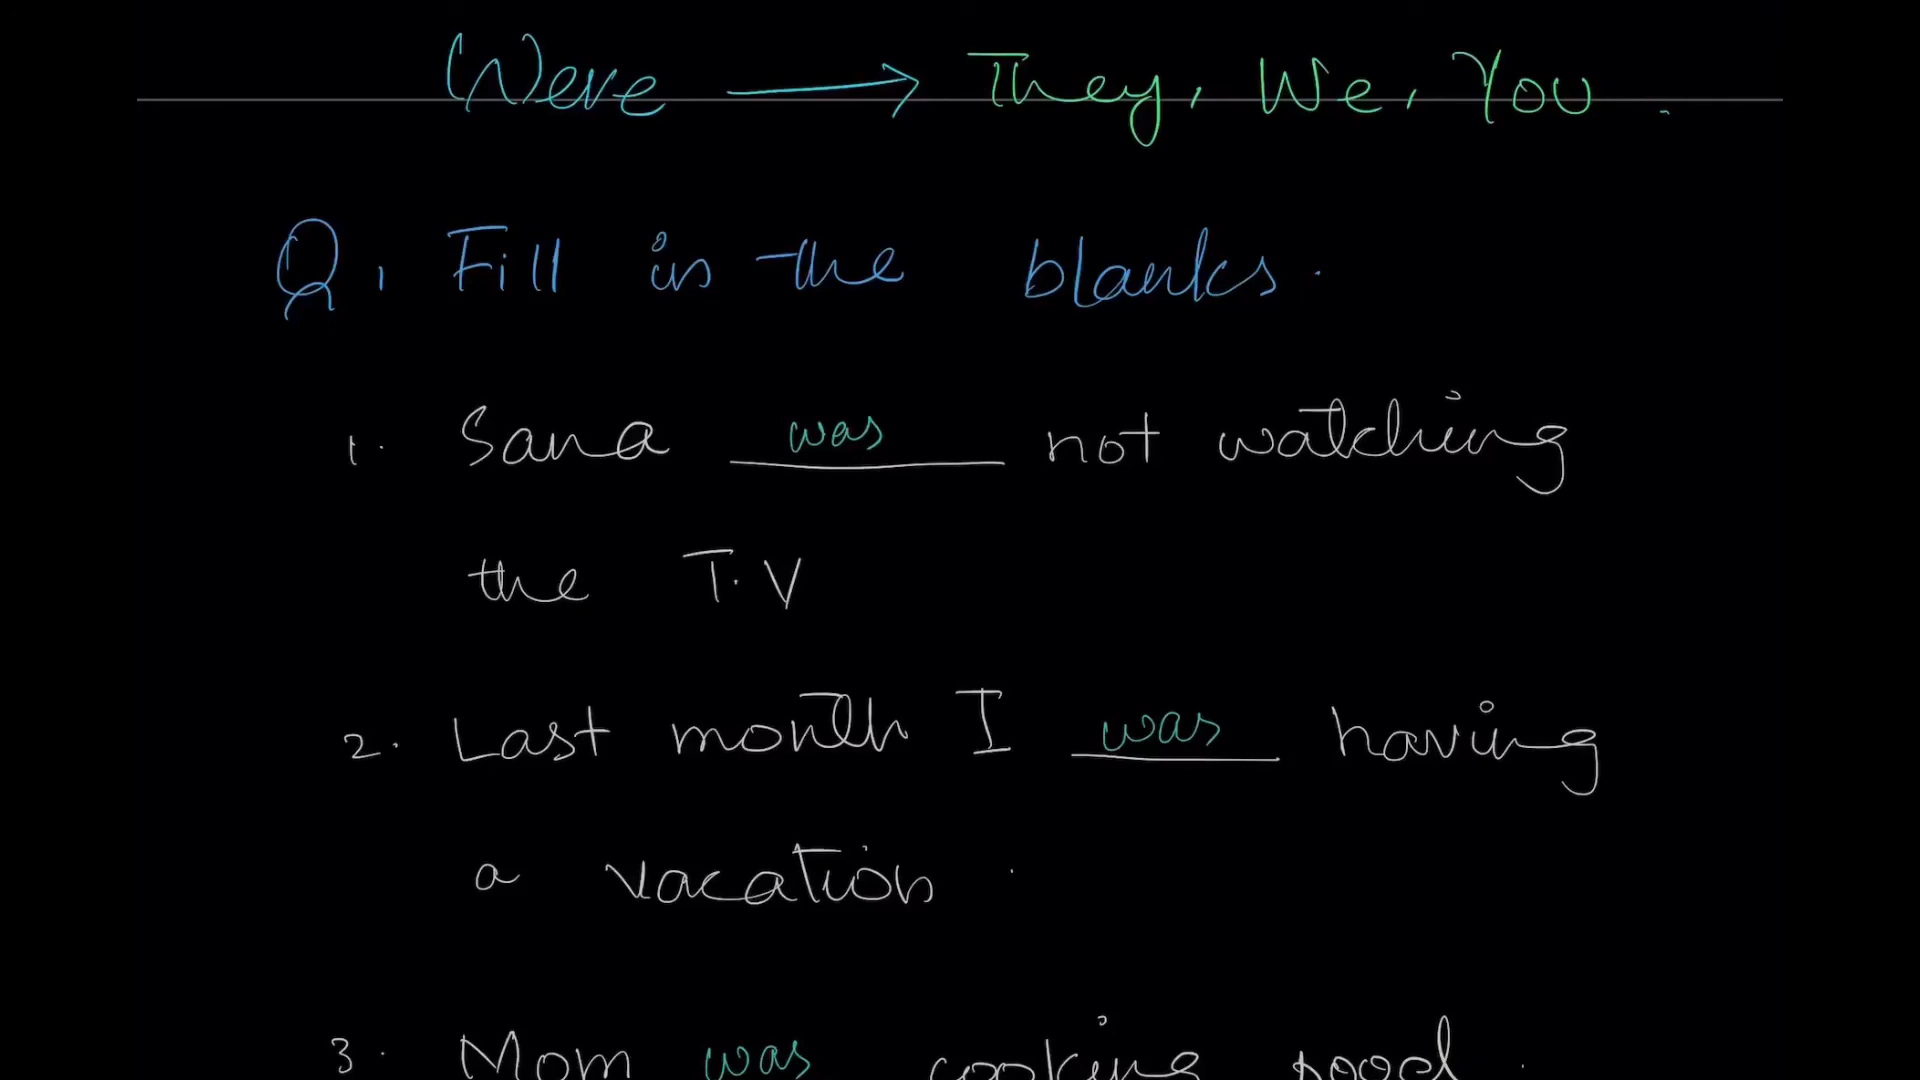 Were → They, We, You.
Q. Fill in the blanks.
1. Sana was not watching
the T.V
2. Last month I was having
a vacation.
3. Mom was cooking food.